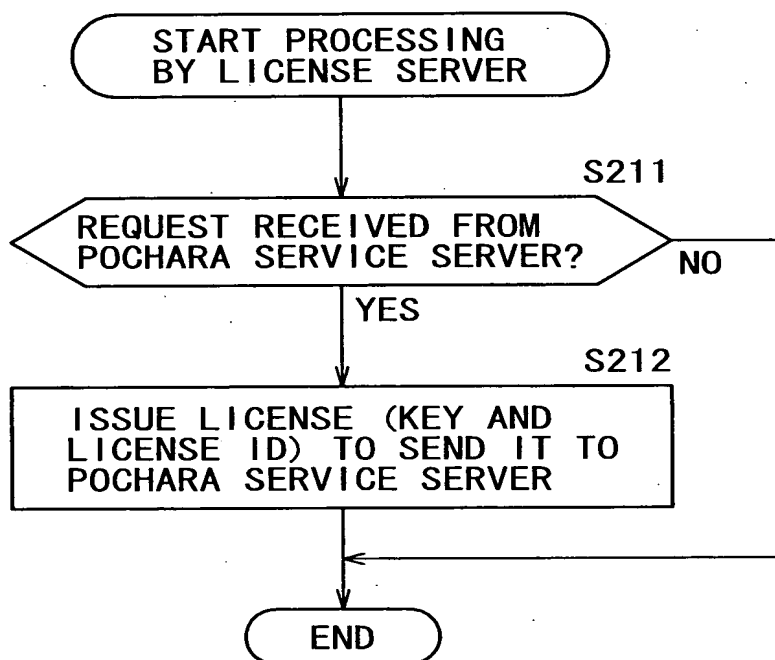 START PROCESSING
BY LICENSE SERVER
S211
REQUEST RECEIVED FROM
POCHARA SERVICE SERVER?
NO
YES
S212
ISSUE LICENSE (KEY AND
LICENSE ID) TO SEND IT TO
POCHARA SERVICE SERVER
END